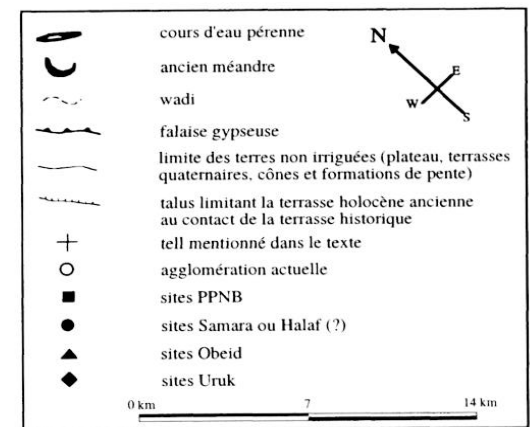 cours d'eau pérenne
N
ancien méandre
E
wadi
W
S
falaise gypseuse
limite des terres non irriguées (plateau, terrasses
quaternaires, cônes et formations de pente)
talus limitant la terrasse holocène ancienne
au contact de la terrasse historique
tell mentionné dans le texte
agglomération actuelle
sites PPNB
sites Samara ou Halaf (?)
sites Obeid
sites Uruk
0 km 7 14 km